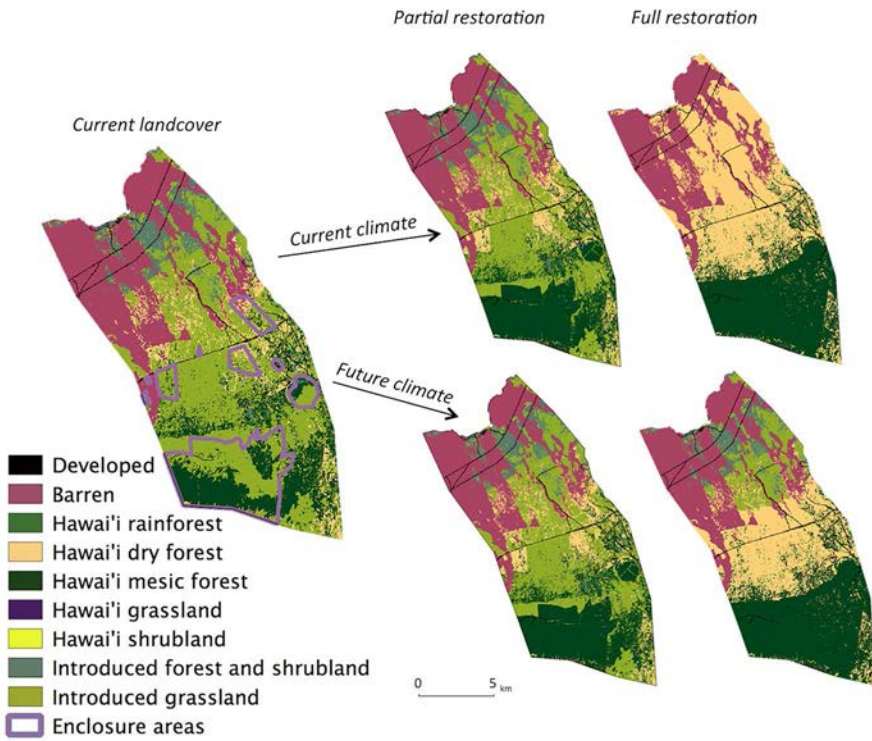 Partial restoration
Full restoration
Current landcover
Current climate
Future climate
Developed
Barren
Hawai'i rainforest
Hawai'i dry forest
Hawai'i mesic forest
Hawai'i grassland
Hawai'i shrubland
Introduced forest and shrubland
Introduced grassland
Enclosure areas
0 5 km